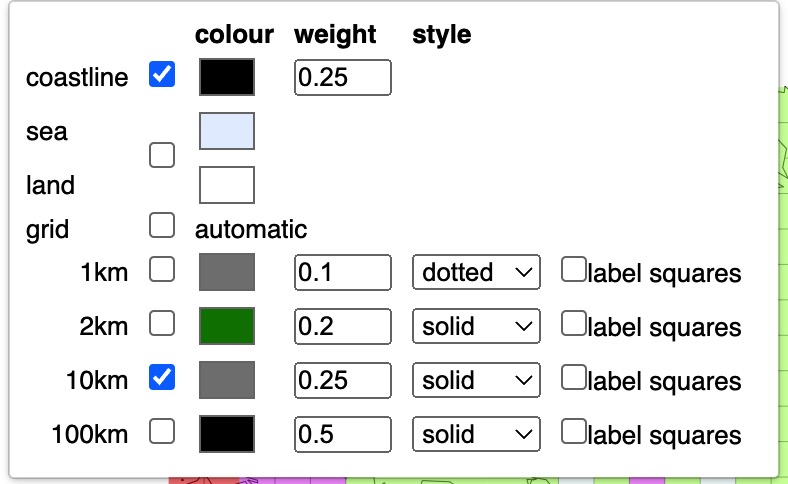 colour weight style
coastline 0.25
sea
land
grid automatic
1km 0.1 dotted label squares
2km 0.2 solid label squares
10km 0.25 solid label squares
100km 0.5 solid label squares